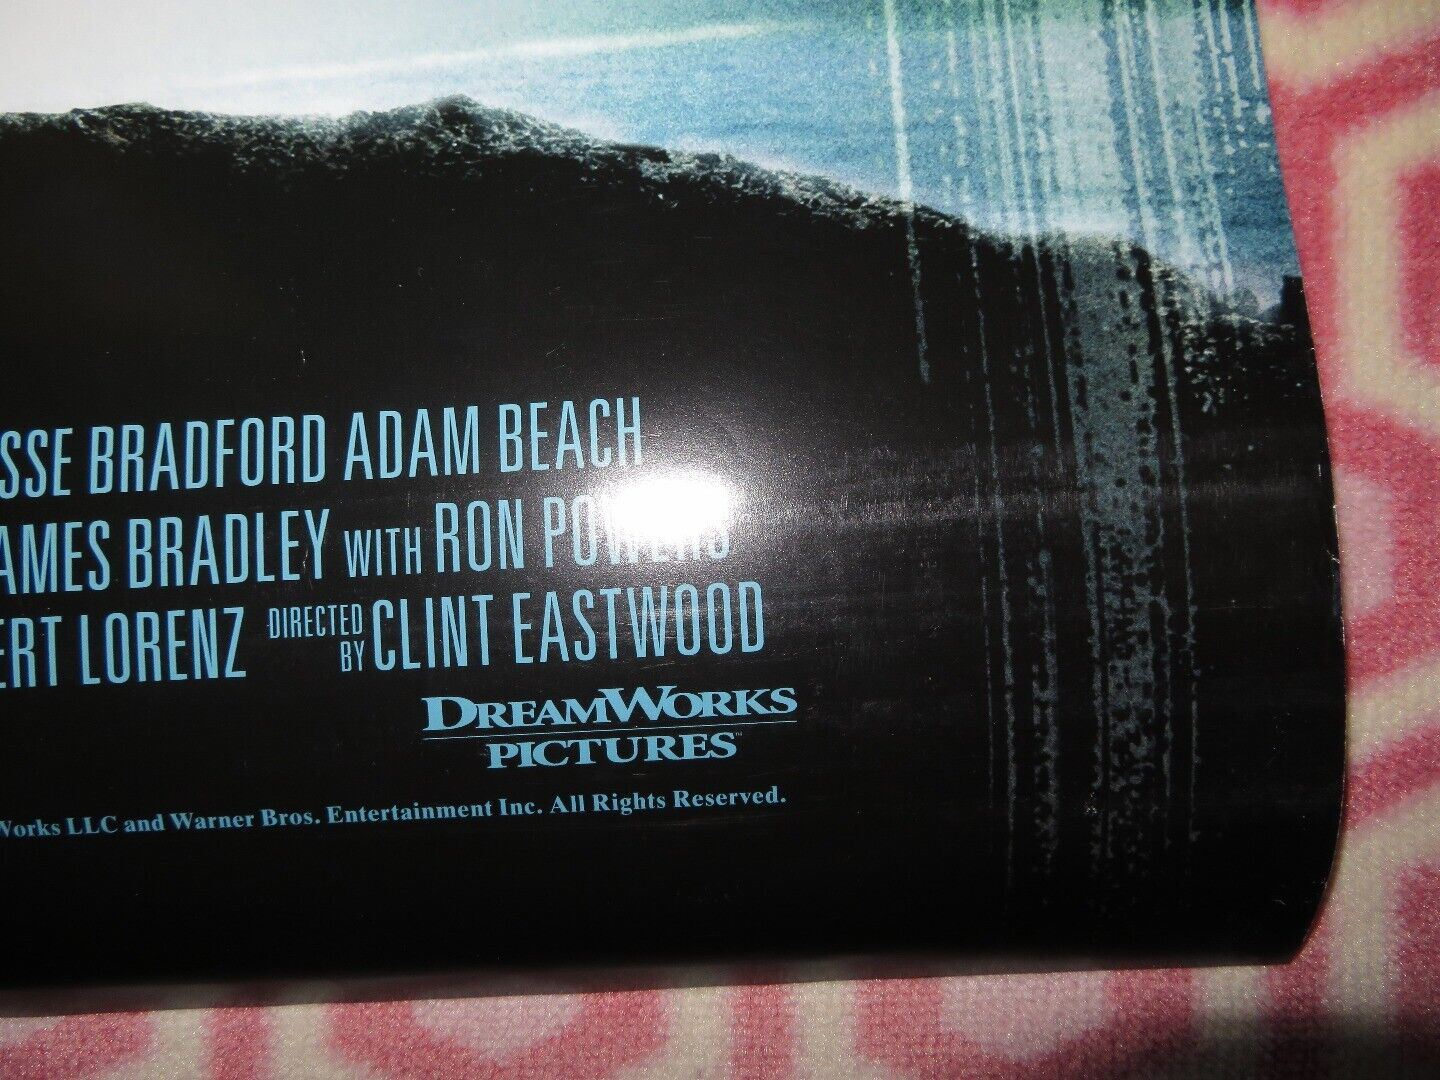 SSE BRADFORD ADAM BEACH
AMES BRADLEY WITH RON POWERS
ERT LORENZ DIRECTED BY CLINT EASTWOOD
DREAMWORKS
PICTURES™
Works LLC and Warner Bros. Entertainment Inc. All Rights Reserved.